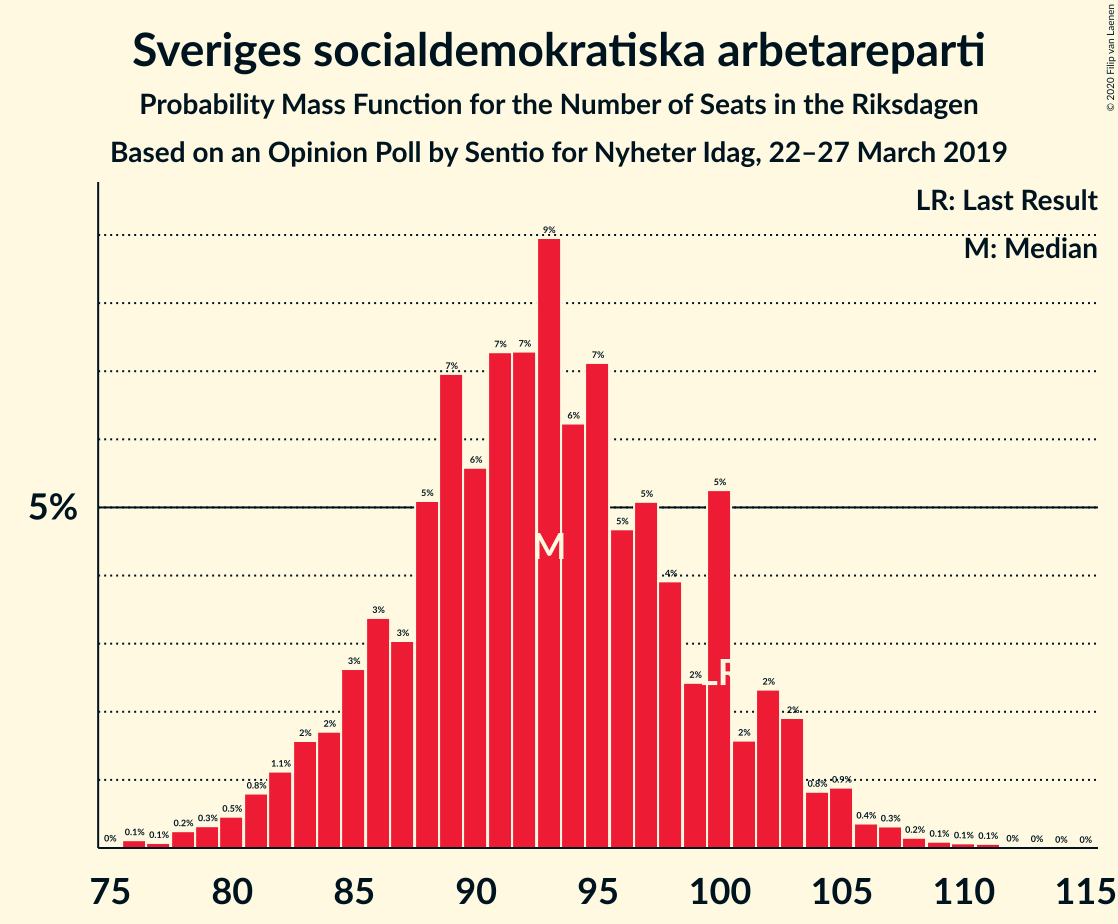 Sveriges socialdemokratiska arbetareparti
Probability Mass Function for the Number of Seats in the Riksdagen
Based on an Opinion Poll by Sentio for Nyheter Idag, 22–27 March 2019
© 2020 Filip van Laenen
LR: Last Result
M: Median
5%
0% 0.1% 0.1% 0.2% 0.3% 0.5% 0.8% 1.1% 2% 2% 3% 3% 3% 5% 7% 6% 7% 7% 9% 6% 7% 5% 5% 4% 2% 5% 2% 2% 2% 0.8% 0.9% 0.4% 0.3% 0.2% 0.1% 0.1% 0.1% 0% 0% 0% 0%
M
LR
75 80 85 90 95 100 105 110 115